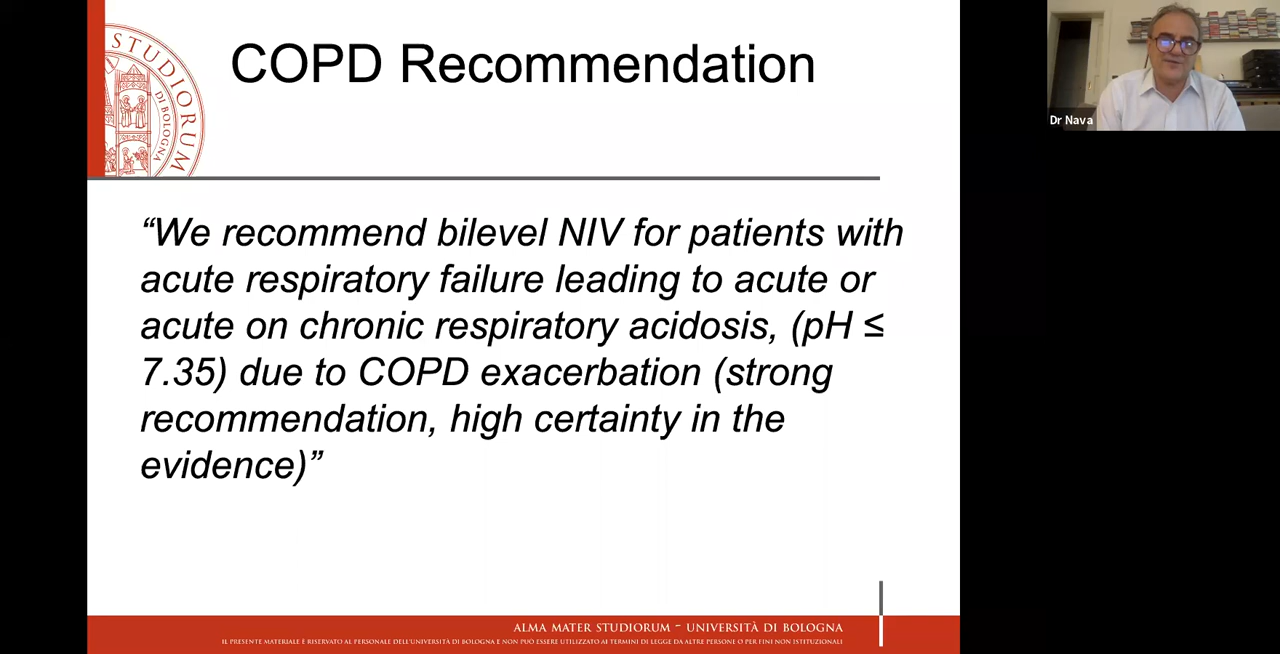 COPD Recommendation
STUDIORUM
DI BOLOGNA
Dr Nava
“We recommend bilevel NIV for patients with
acute respiratory failure leading to acute or
acute on chronic respiratory acidosis, (pH ≤
7.35) due to COPD exacerbation (strong
recommendation, high certainty in the
evidence)”
ALMA MATER STUDIORUM ~ UNIVERSITÀ DI BOLOGNA
IL PRESENTE MATERIALE È RISERVATO AL PERSONALE DELL'UNIVERSITÀ DI BOLOGNA E NON PUÒ ESSERE UTILIZZATO AI TERMINI DI LEGGE DA ALTRE PERSONE O PER FINI NON ISTITUZIONALI